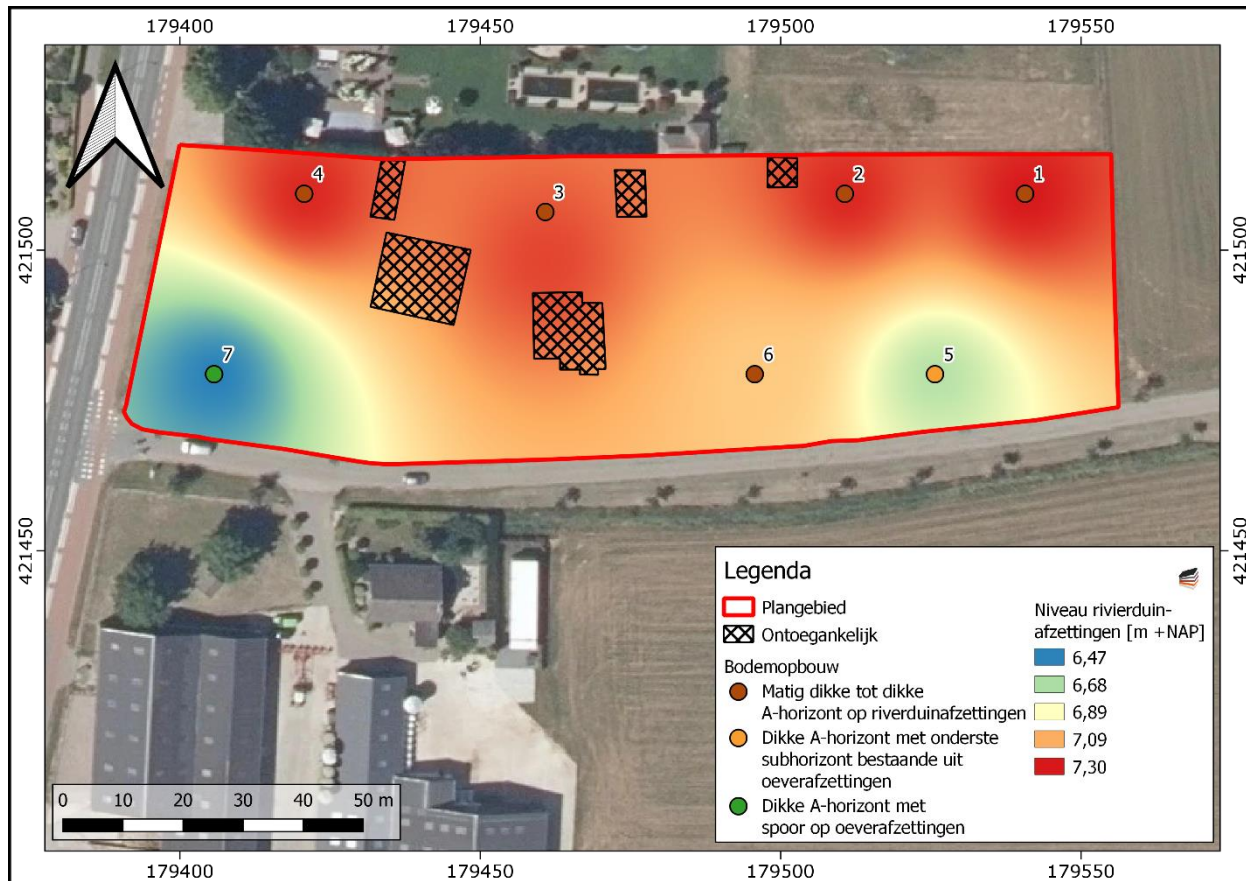 179400 179450 179500 179550
421500
421450
421500
421450
4
3
2
1
7
6
5
Legenda
Plangebied
Ontoegankelijk
Bodemopbouw
Matig dikke tot dikke
A-horizont op riverduinafzettingen
Dikke A-horizont met onderste
subhorizont bestaande uit
oeverafzettingen
Dikke A-horizont met
spoor op oeverafzettingen
Niveau rivierduin-
afzettingen [m +NAP]
6,47
6,68
6,89
7,09
7,30
0 10 20 30 40 50 m
179400 179450 179500 179550